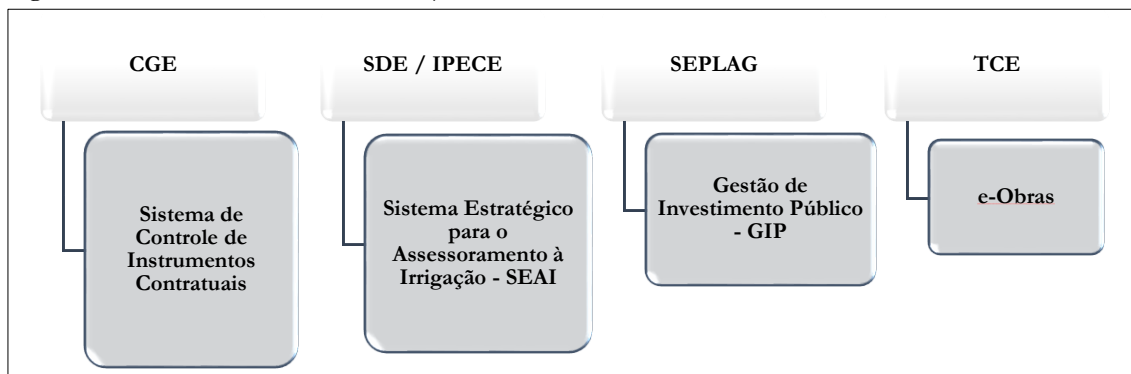 CGE
SDE / IPECE
SEPLAG
TCE
Sistema de
Controle de
Instrumentos
Contratuais
Sistema Estratégico
para o
Assessoramento à
Irrigação - SEAI
Gestão de
Investimento Público
- GIP
e-Obras